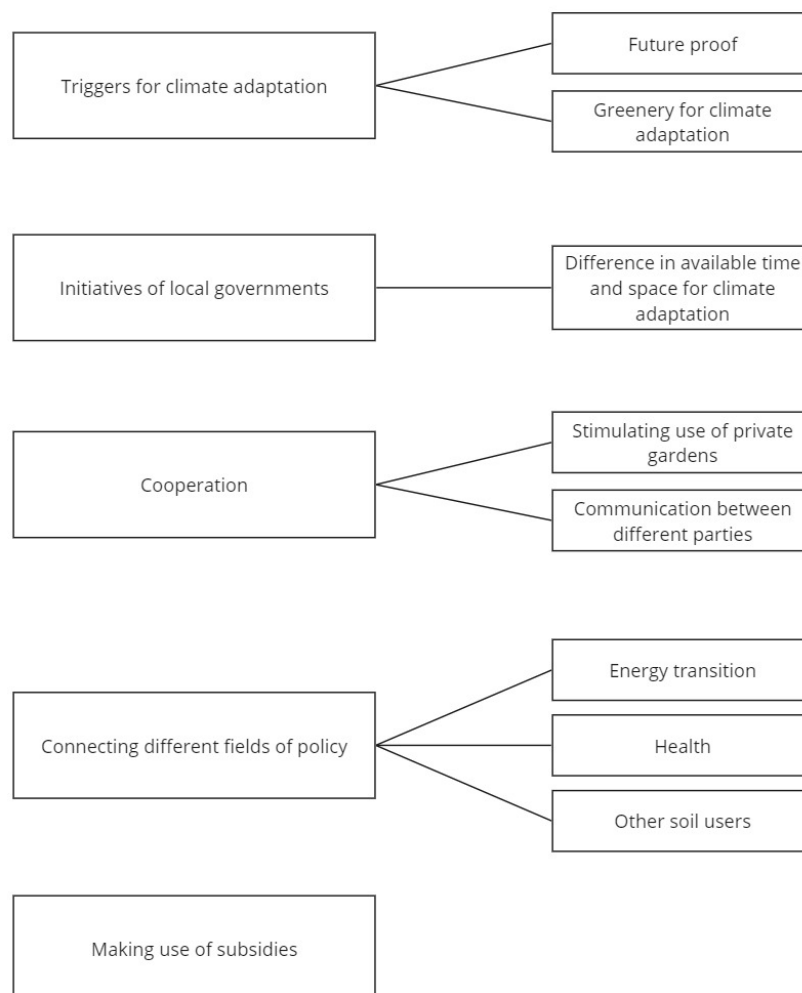 Triggers for climate adaptation
Future proof
Greenery for climate
adaptation
Initiatives of local governments
Difference in available time
and space for climate
adaptation
Cooperation
Stimulating use of private
gardens
Communication between
different parties
Connecting different fields of policy
Energy transition
Health
Other soil users
Making use of subsidies